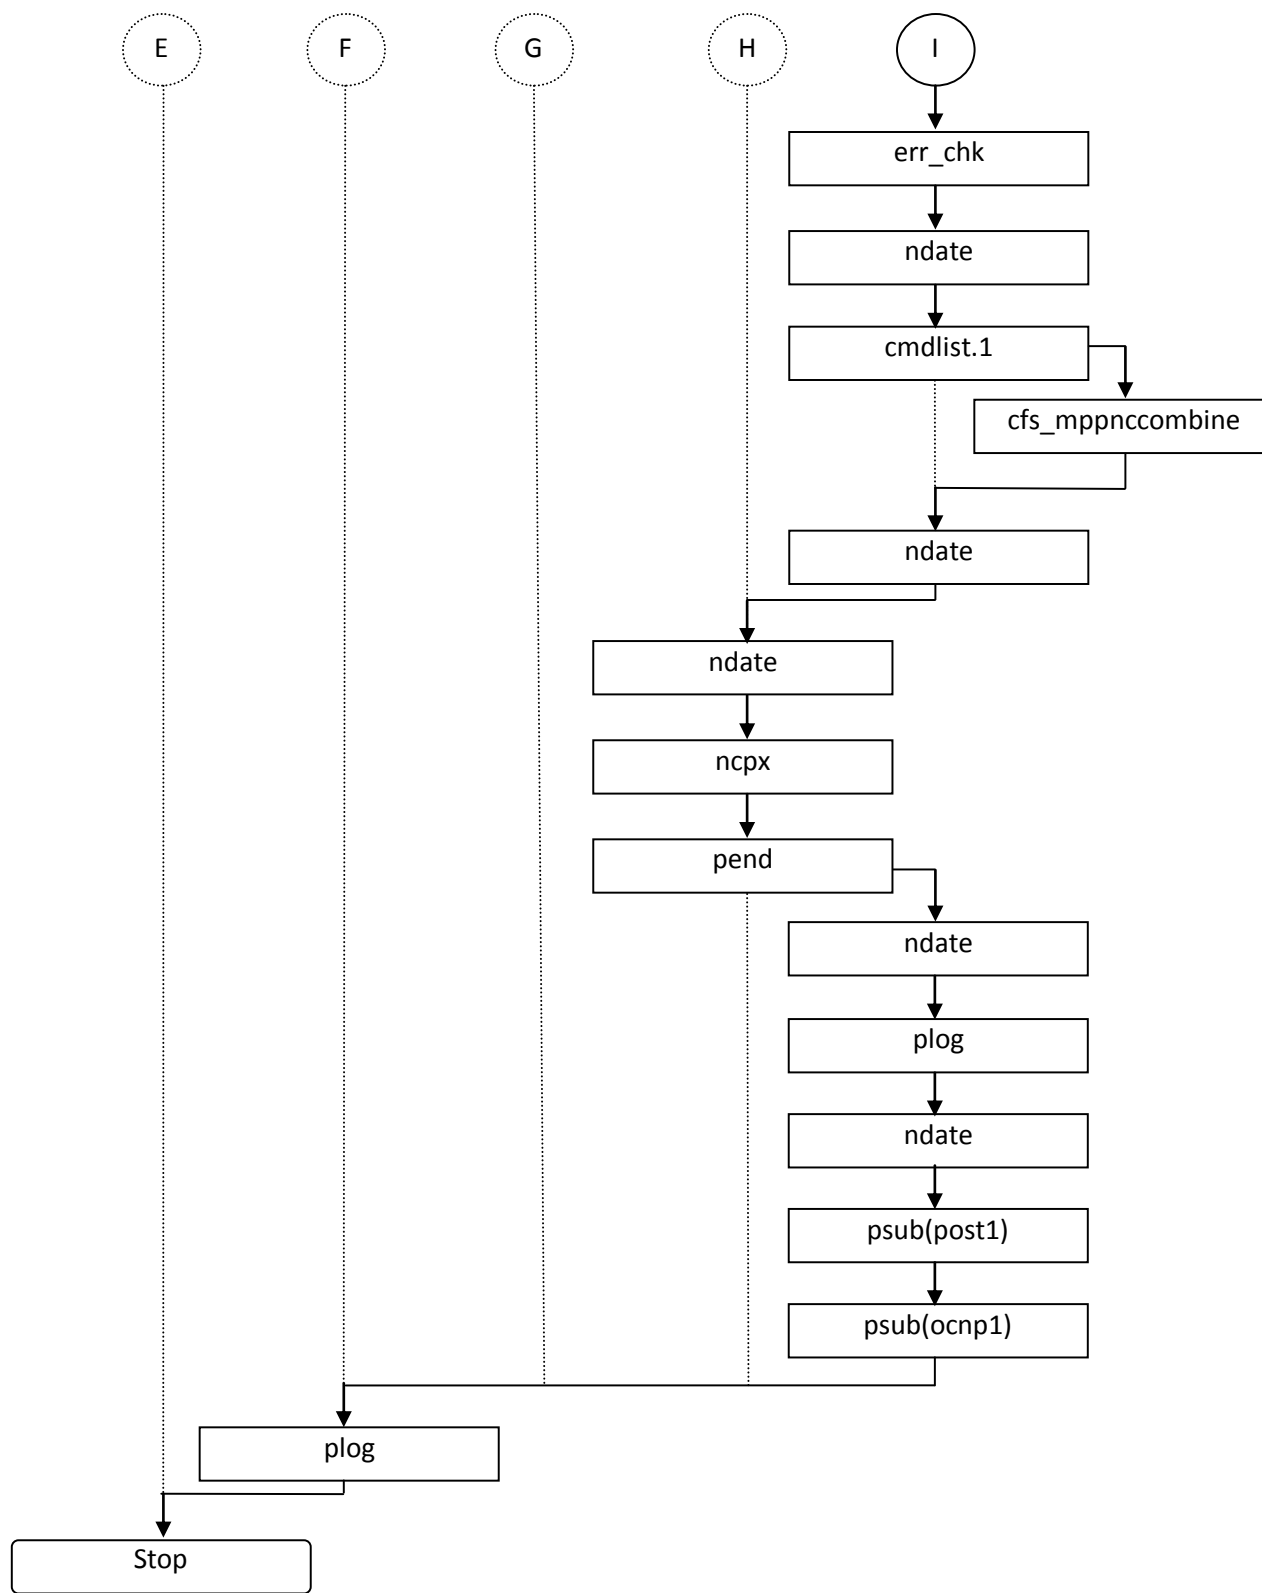 E F G H I
err_chk
ndate
cmdlist.1
cfs_mppnccombine
ndate
ndate
ncpx
pend
ndate
plog
ndate
psub(post1)
psub(ocnp1)
plog
Stop